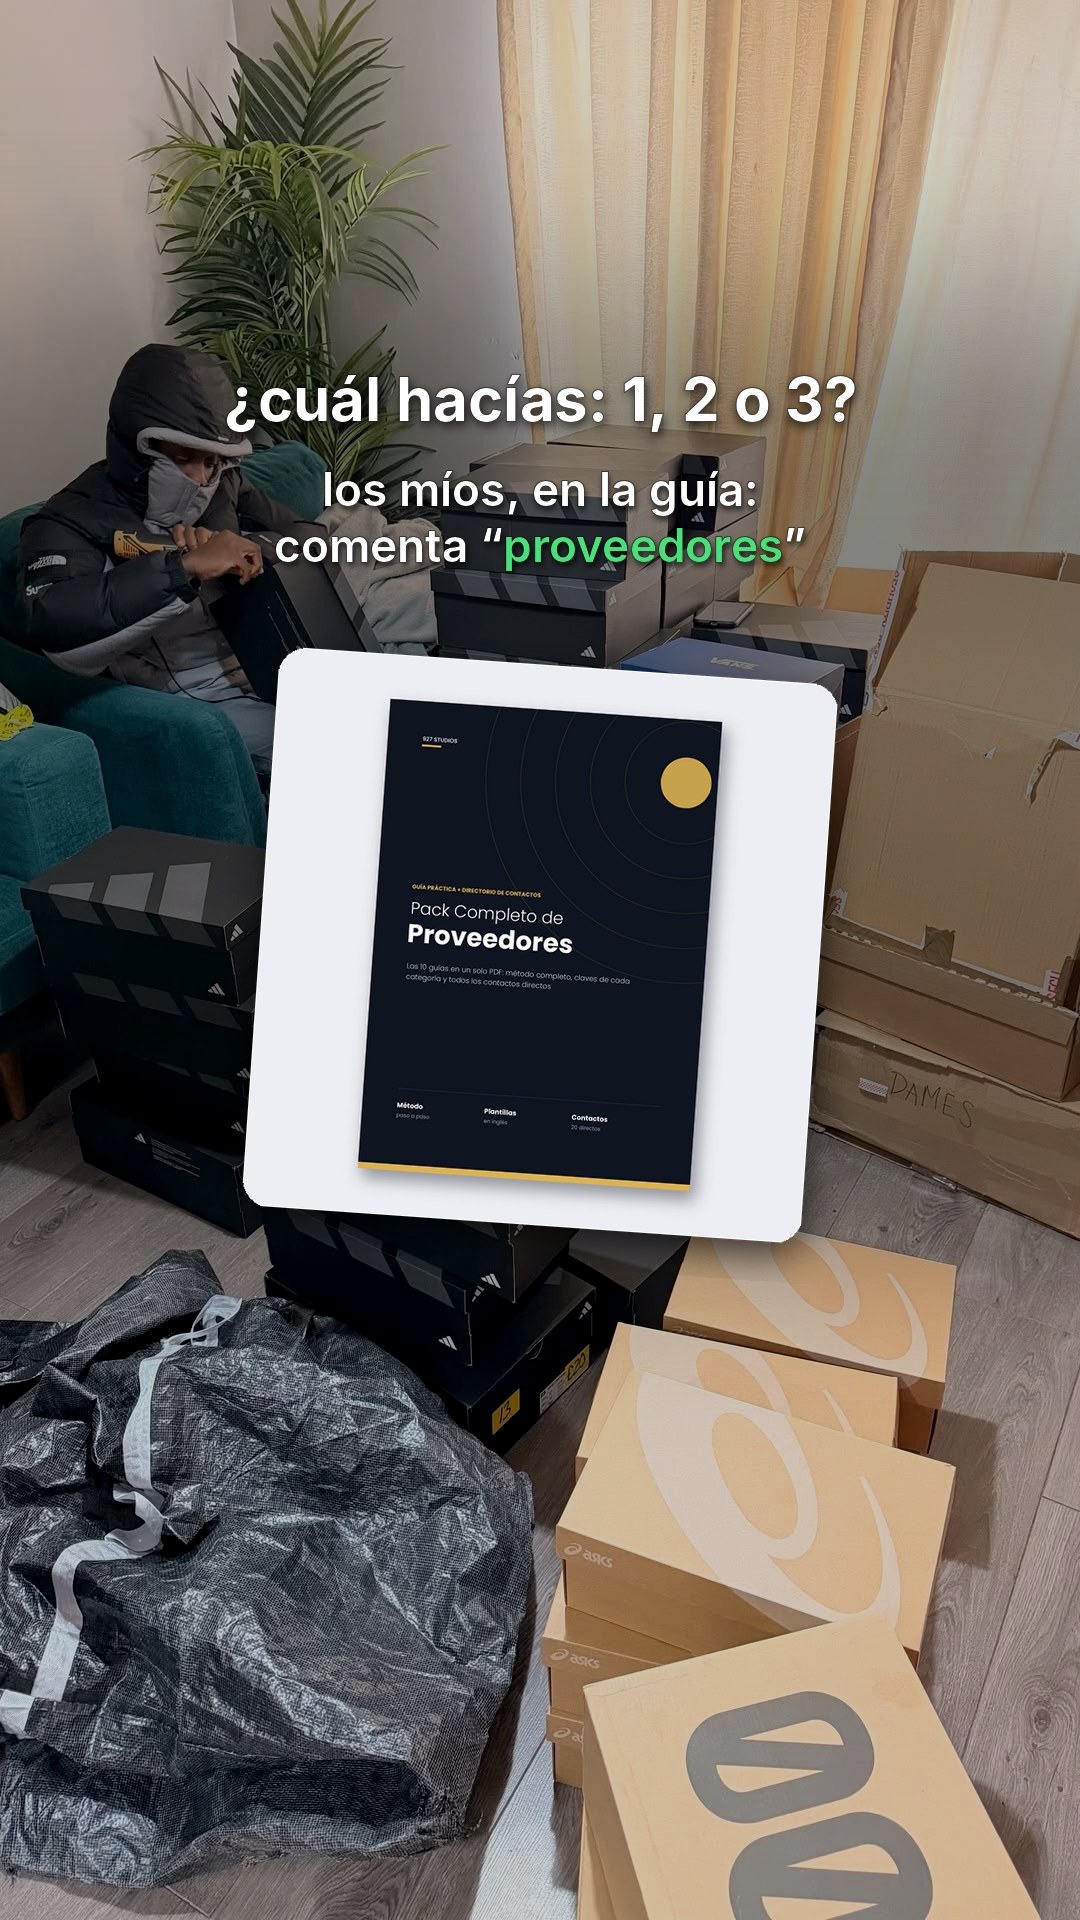 ¿cuál hacías: 1, 2 o 3?
los míos, en la guía:
comenta “proveedores”
VANS
927 STUDIOS
GUÍA PRÁCTICA + DIRECTORIO DE CONTACTOS
Pack Completo de
Proveedores
Las 10 guías en un solo PDF: método completo, claves de cada
categoría y todos los contactos directos
Método
paso a paso
Plantillas
en inglés
Contactos
20 directos
DAMES
13
asics
asics